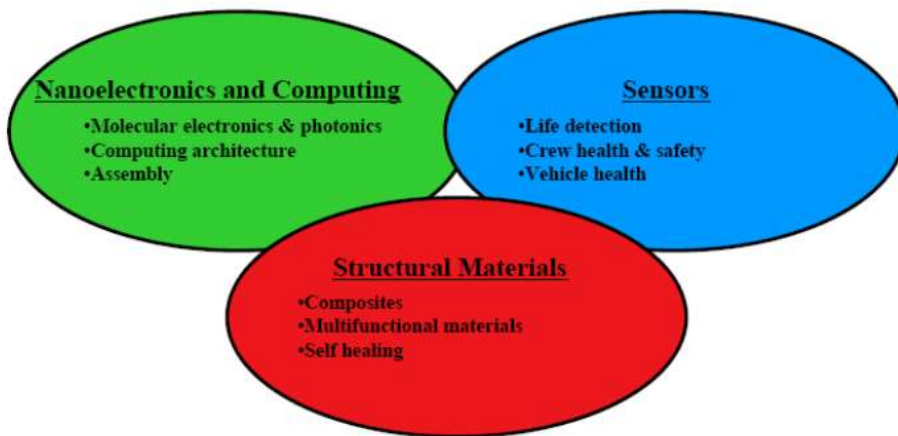 Nanoelectronics and Computing
•Molecular electronics & photonics
•Computing architecture
•Assembly
Sensors
•Life detection
•Crew health & safety
•Vehicle health
Structural Materials
•Composites
•Multifunctional materials
•Self healing